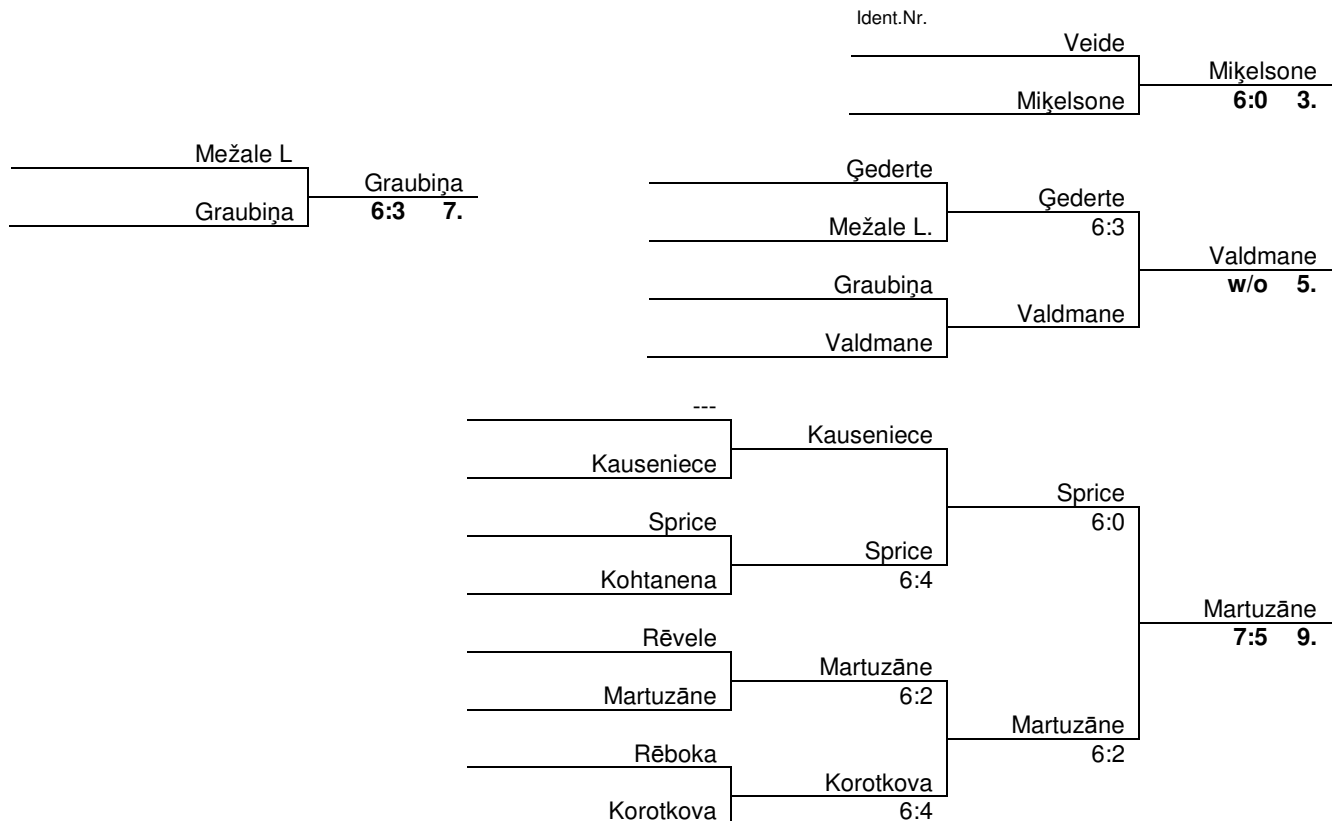 Ident.Nr.
Veide
Miķelsone
6:0 3.
Miķelsone
Mežale L
Graubiņa
6:3 7.
Graubiņa
Ģederte
Ģederte
6:3
Mežale L.
Valdmane
w/o 5.
Graubiņa
Valdmane
Valdmane
---
Kauseniece
Kauseniece
Sprice
6:0
Sprice
Sprice
6:4
Kohtanena
Martuzāne
7:5 9.
Rēvele
Martuzāne
6:2
Martuzāne
Martuzāne
6:2
Rēboka
Korotkova
6:4
Korotkova